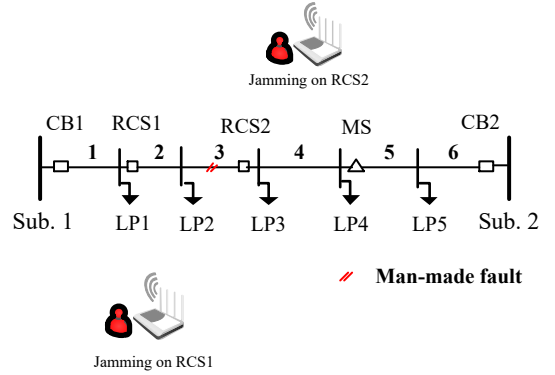 Jamming on RCS2
CB1
RCS1
RCS2
MS
CB2
1
2
3
4
5
6
Sub. 1
LP1
LP2
LP3
LP4
LP5
Sub. 2
Man-made fault
Jamming on RCS1